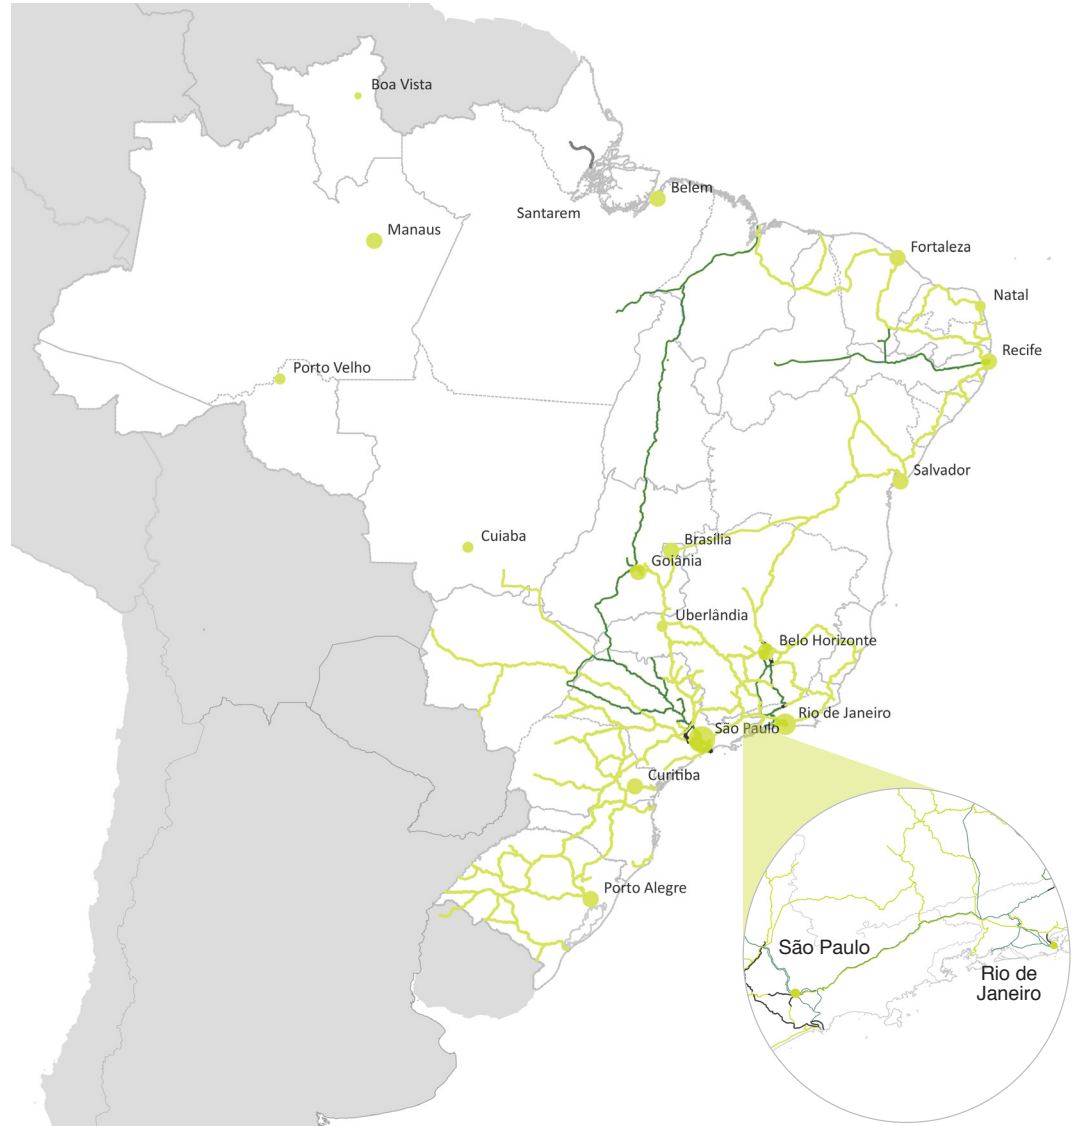 Boa Vista
Belem
Santarem
Manaus
Fortaleza
Natal
Recife
Porto Velho
Salvador
Cuiaba
Brasília
Goiânia
Uberlândia
Belo Horizonte
Rio de Janeiro
São Paulo
Curitiba
Porto Alegre
São Paulo
Rio de
Janeiro